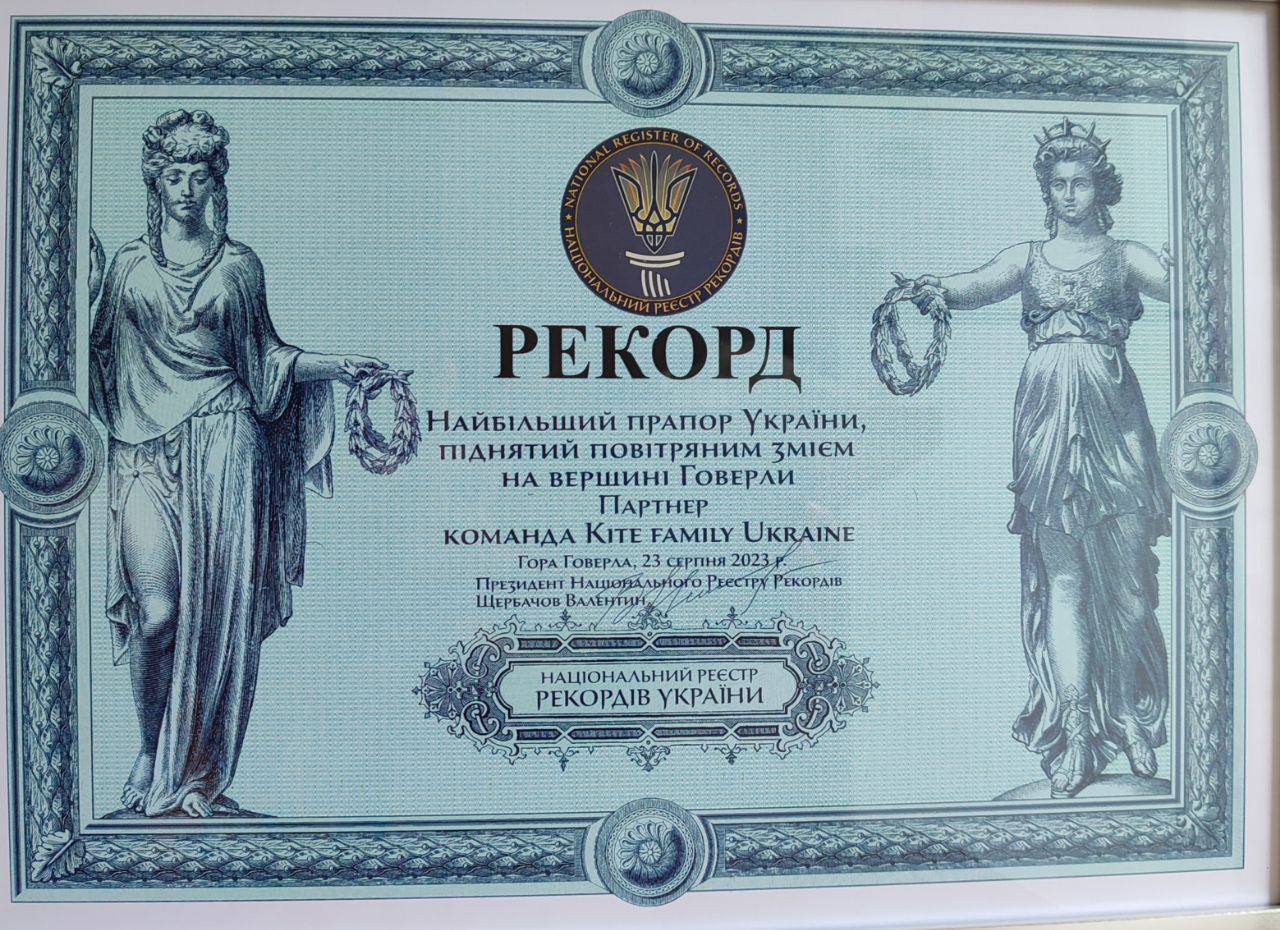 ★ NATIONAL REGISTER OF RECORDS ★
НАЦІОНАЛЬНИЙ РЕЄСТР РЕКОРДІВ
РЕКОРД
Найбільший прапор України,
піднятий повітряним змієм
на вершині Говерли
Партнер
команда Kite family Ukraine
Гора Говерла, 23 серпня 2023 р.
Президент Національного Реєстру Рекордів
Щербачов Валентин
НАЦІОНАЛЬНИЙ РЕЄСТР
РЕКОРДІВ УКРАЇНИ